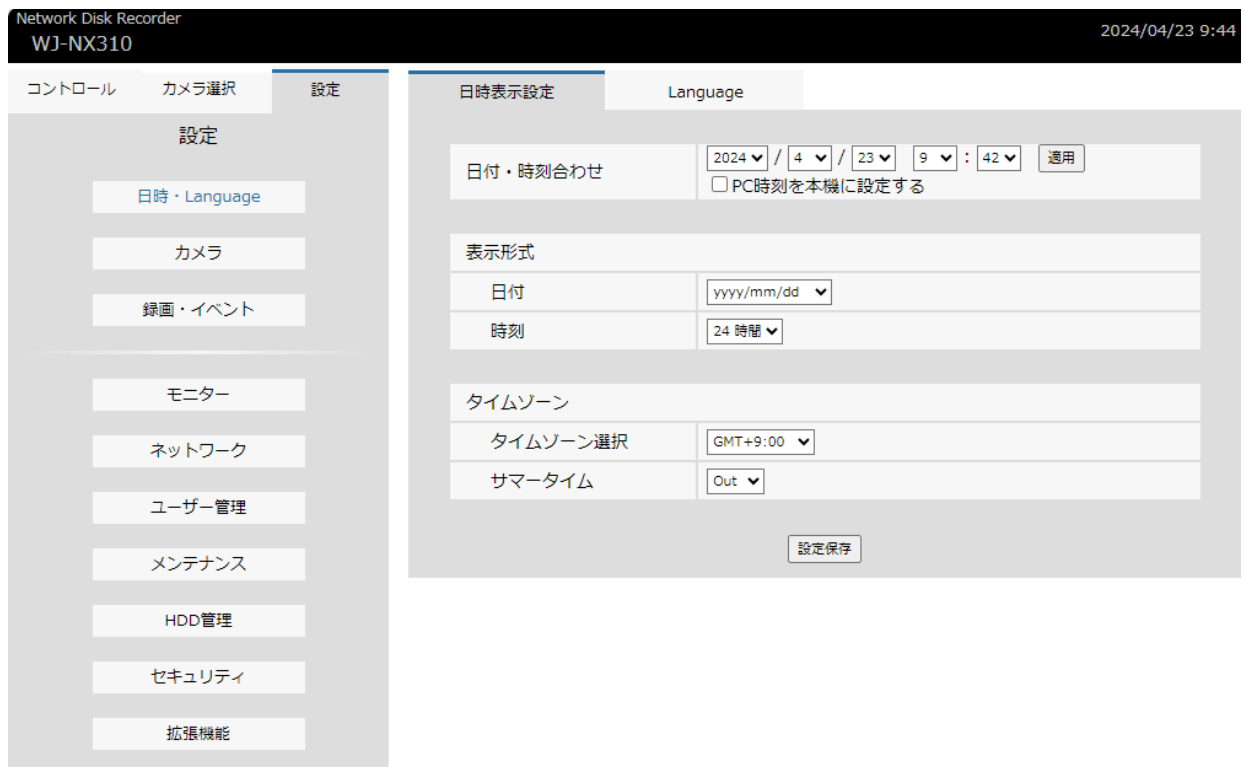 Network Disk Recorder
WJ-NX310
2024/04/23 9:44
コントロール カメラ選択 設定
設定
日時・Language
カメラ
録画・イベント
モニター
ネットワーク
ユーザー管理
メンテナンス
HDD管理
セキュリティ
拡張機能
日時表示設定 Language
日付・時刻合わせ 2024 / 4 / 23 9 : 42 適用
PC時刻を本機に設定する
表示形式
日付 yyyy/mm/dd
時刻 24 時間
タイムゾーン
タイムゾーン選択 GMT+9:00
サマータイム Out
設定保存